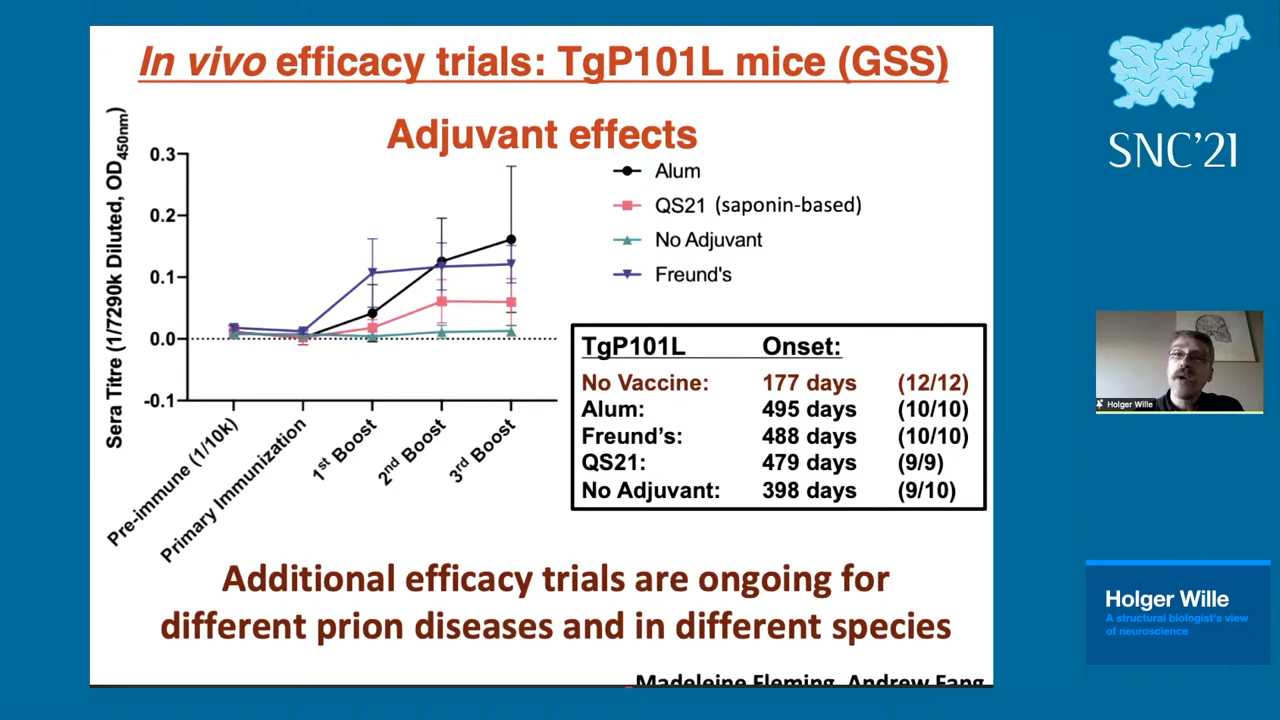 In vivo efficacy trials: TgP101L mice (GSS)
Adjuvant effects
Sera Titre (1/7290k Diluted, OD450nm)
0.3
0.2
0.1
0.0
-0.1
Pre-immune (1/10k)
Primary Immunization
1st Boost
2nd Boost
3rd Boost
Alum
QS21 (saponin-based)
No Adjuvant
Freund's
TgP101L Onset:
No Vaccine: 177 days (12/12)
Alum: 495 days (10/10)
Freund's: 488 days (10/10)
QS21: 479 days (9/9)
No Adjuvant: 398 days (9/10)
Additional efficacy trials are ongoing for
different prion diseases and in different species
Madeleine Fleming, Andrew Fang
SNC'21
Holger Wille
Holger Wille
A structural biologist's view
of neuroscience